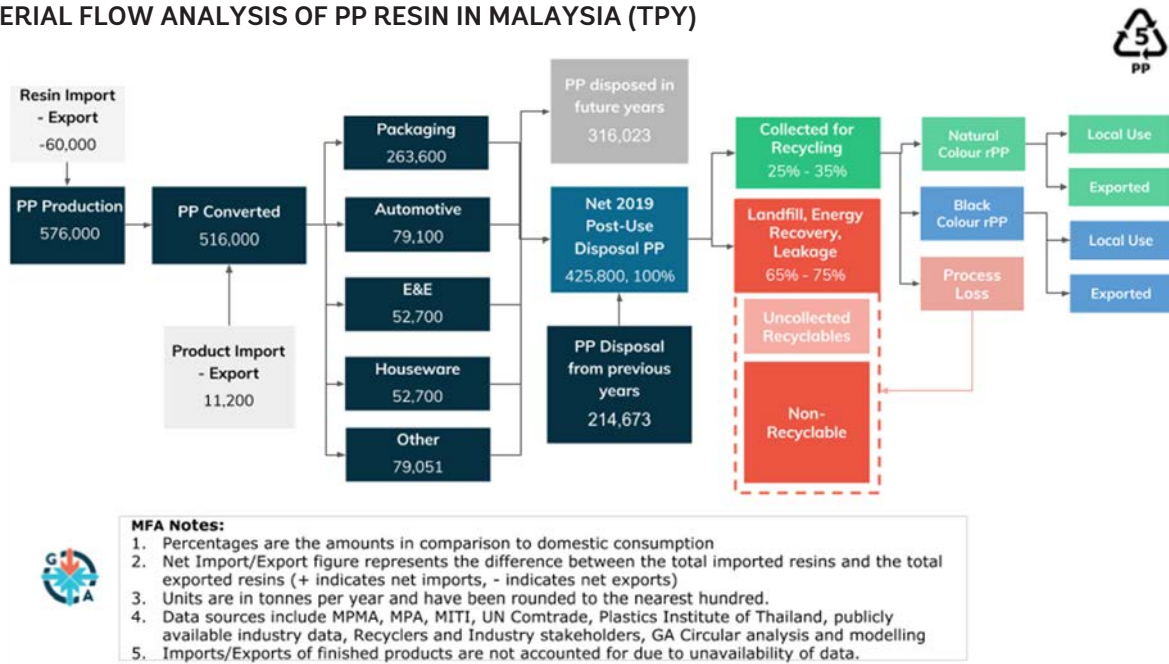 ERIAL FLOW ANALYSIS OF PP RESIN IN MALAYSIA (TPY)
5
PP
Resin Import
- Export
-60,000
PP Production
576,000
PP Converted
516,000
Product Import
- Export
11,200
Packaging
263,600
Automotive
79,100
E&E
52,700
Houseware
52,700
Other
79,051
PP disposed in
future years
316,023
Net 2019
Post-Use
Disposal PP
425,800, 100%
PP Disposal
from previous
years
214,673
Collected for
Recycling
25% - 35%
Landfill, Energy
Recovery,
Leakage
65% - 75%
Uncollected
Recyclables
Non-
Recyclable
Natural
Colour rPP
Black
Colour rPP
Process
Loss
Local Use
Exported
Local Use
Exported
G
A
MFA Notes:
1. Percentages are the amounts in comparison to domestic consumption
2. Net Import/Export figure represents the difference between the total imported resins and the total
exported resins (+ indicates net imports, - indicates net exports)
3. Units are in tonnes per year and have been rounded to the nearest hundred.
4. Data sources include MPMA, MPA, MITI, UN Comtrade, Plastics Institute of Thailand, publicly
available industry data, Recyclers and Industry stakeholders, GA Circular analysis and modelling
5. Imports/Exports of finished products are not accounted for due to unavailability of data.